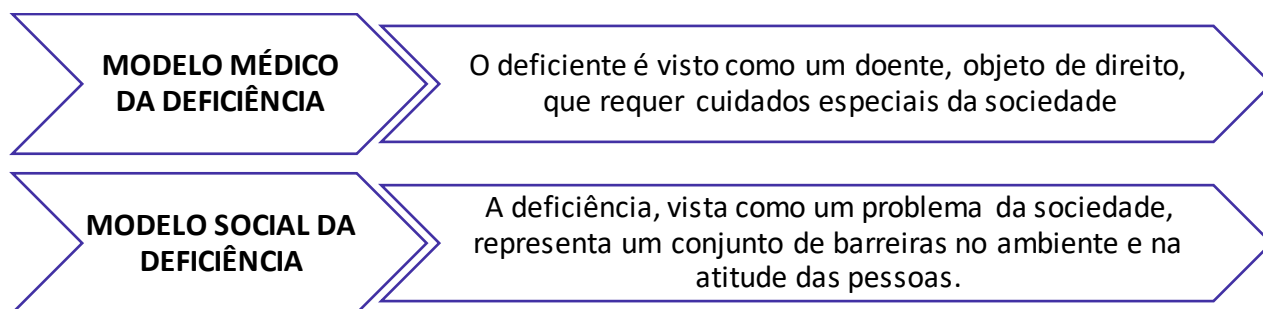 MODELO MÉDICO
DA DEFICIÊNCIA
O deficiente é visto como um doente, objeto de direito,
que requer cuidados especiais da sociedade
MODELO SOCIAL DA
DEFICIÊNCIA
A deficiência, vista como um problema da sociedade,
representa um conjunto de barreiras no ambiente e na
atitude das pessoas.